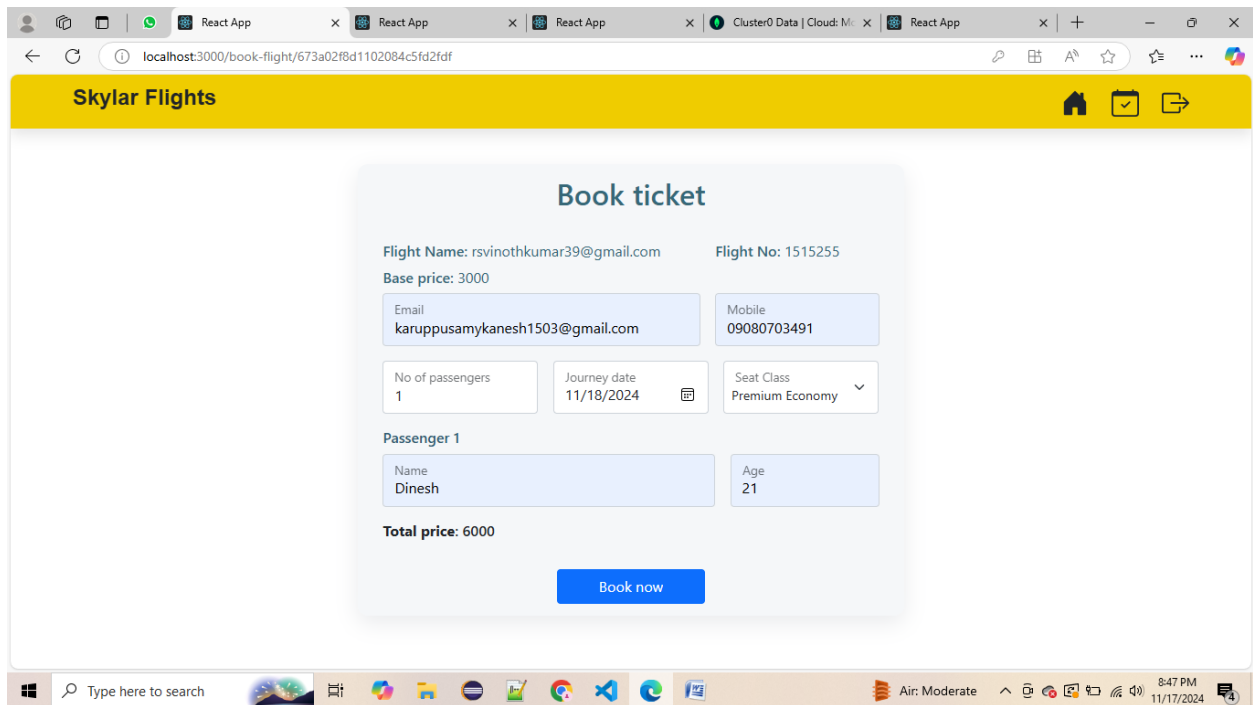 React App
React App
React App
Cluster0 Data | Cloud: Mc
React App
localhost:3000/book-flight/673a02f8d1102084c5fd2fdf
Skylar Flights
Book ticket
Flight Name: rsvinothkumar39@gmail.com Flight No: 1515255
Base price: 3000
Email Mobile
karuppusamykanesh1503@gmail.com 09080703491
No of passengers Journey date Seat Class
1 11/18/2024 Premium Economy
Passenger 1
Name Age
Dinesh 21
Total price: 6000
Book now
Type here to search
Air: Moderate
8:47 PM
11/17/2024
4